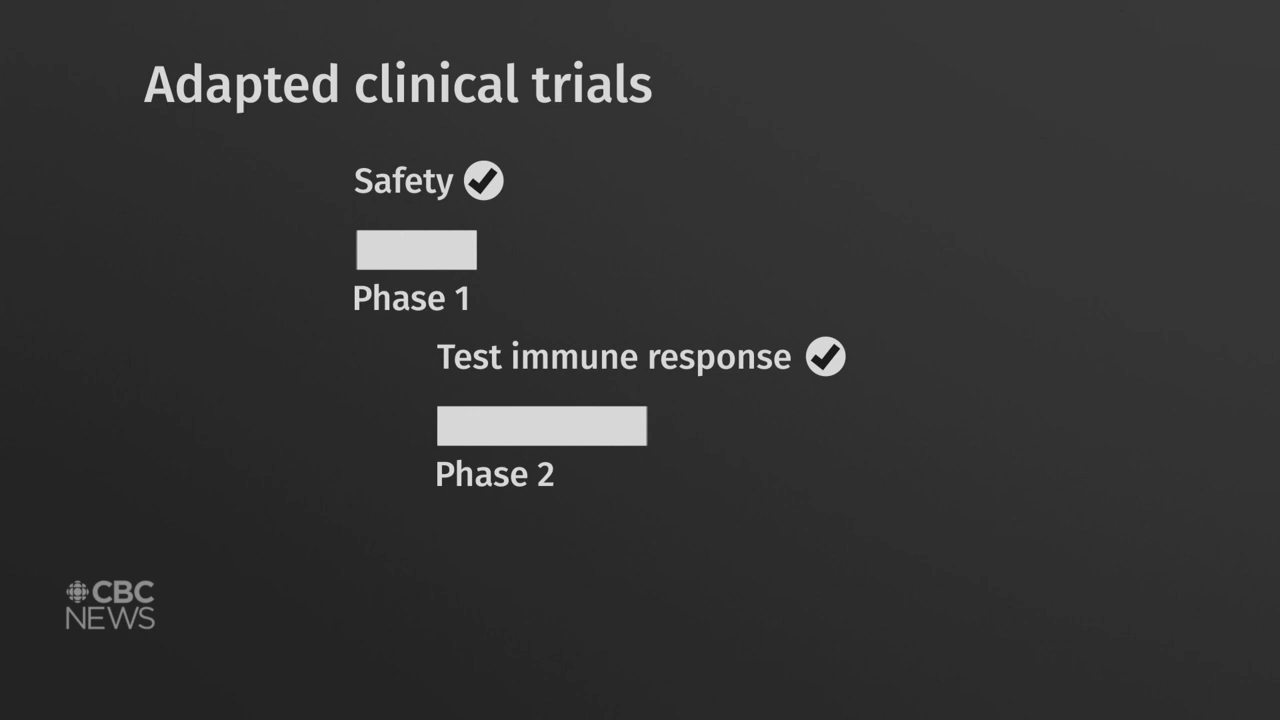 Adapted clinical trials
Safety
Phase 1
Test immune response
Phase 2
CBC
NEWS